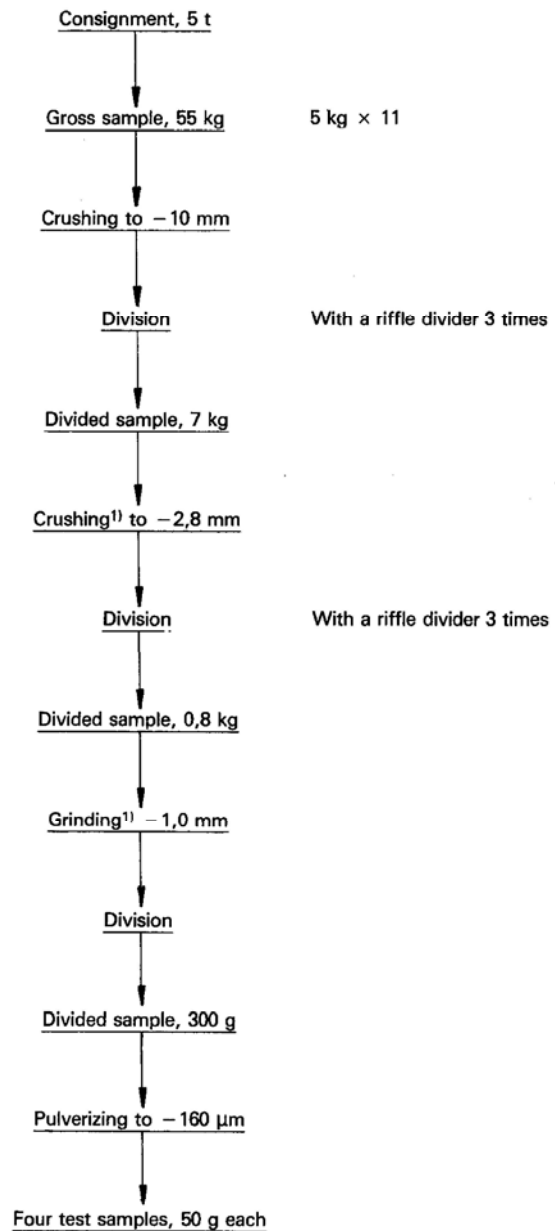 Consignment, 5 t
Gross sample, 55 kg 5 kg × 11
Crushing to −10 mm
Division With a riffle divider 3 times
Divided sample, 7 kg
Crushing1) to −2,8 mm
Division With a riffle divider 3 times
Divided sample, 0,8 kg
Grinding1) −1,0 mm
Division
Divided sample, 300 g
Pulverizing to −160 μm
Four test samples, 50 g each